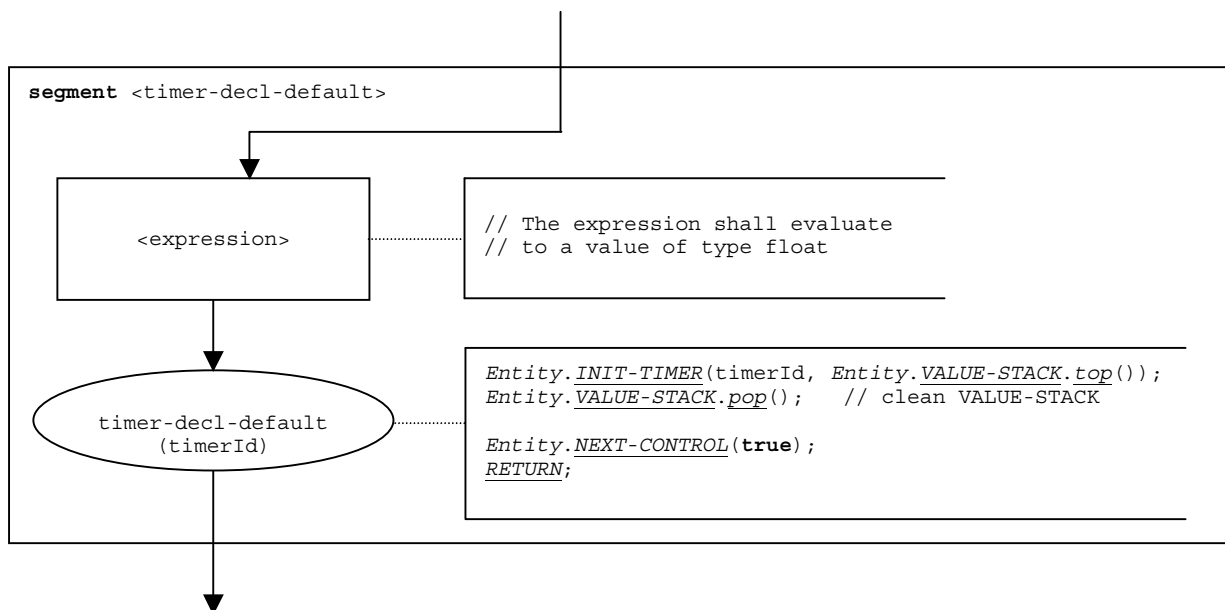 segment <timer-decl-default>
<expression>
// The expression shall evaluate
// to a value of type float
timer-decl-default
(timerId)
Entity.INIT-TIMER(timerId, Entity.VALUE-STACK.top());
Entity.VALUE-STACK.pop();   // clean VALUE-STACK
Entity.NEXT-CONTROL(true);
RETURN;